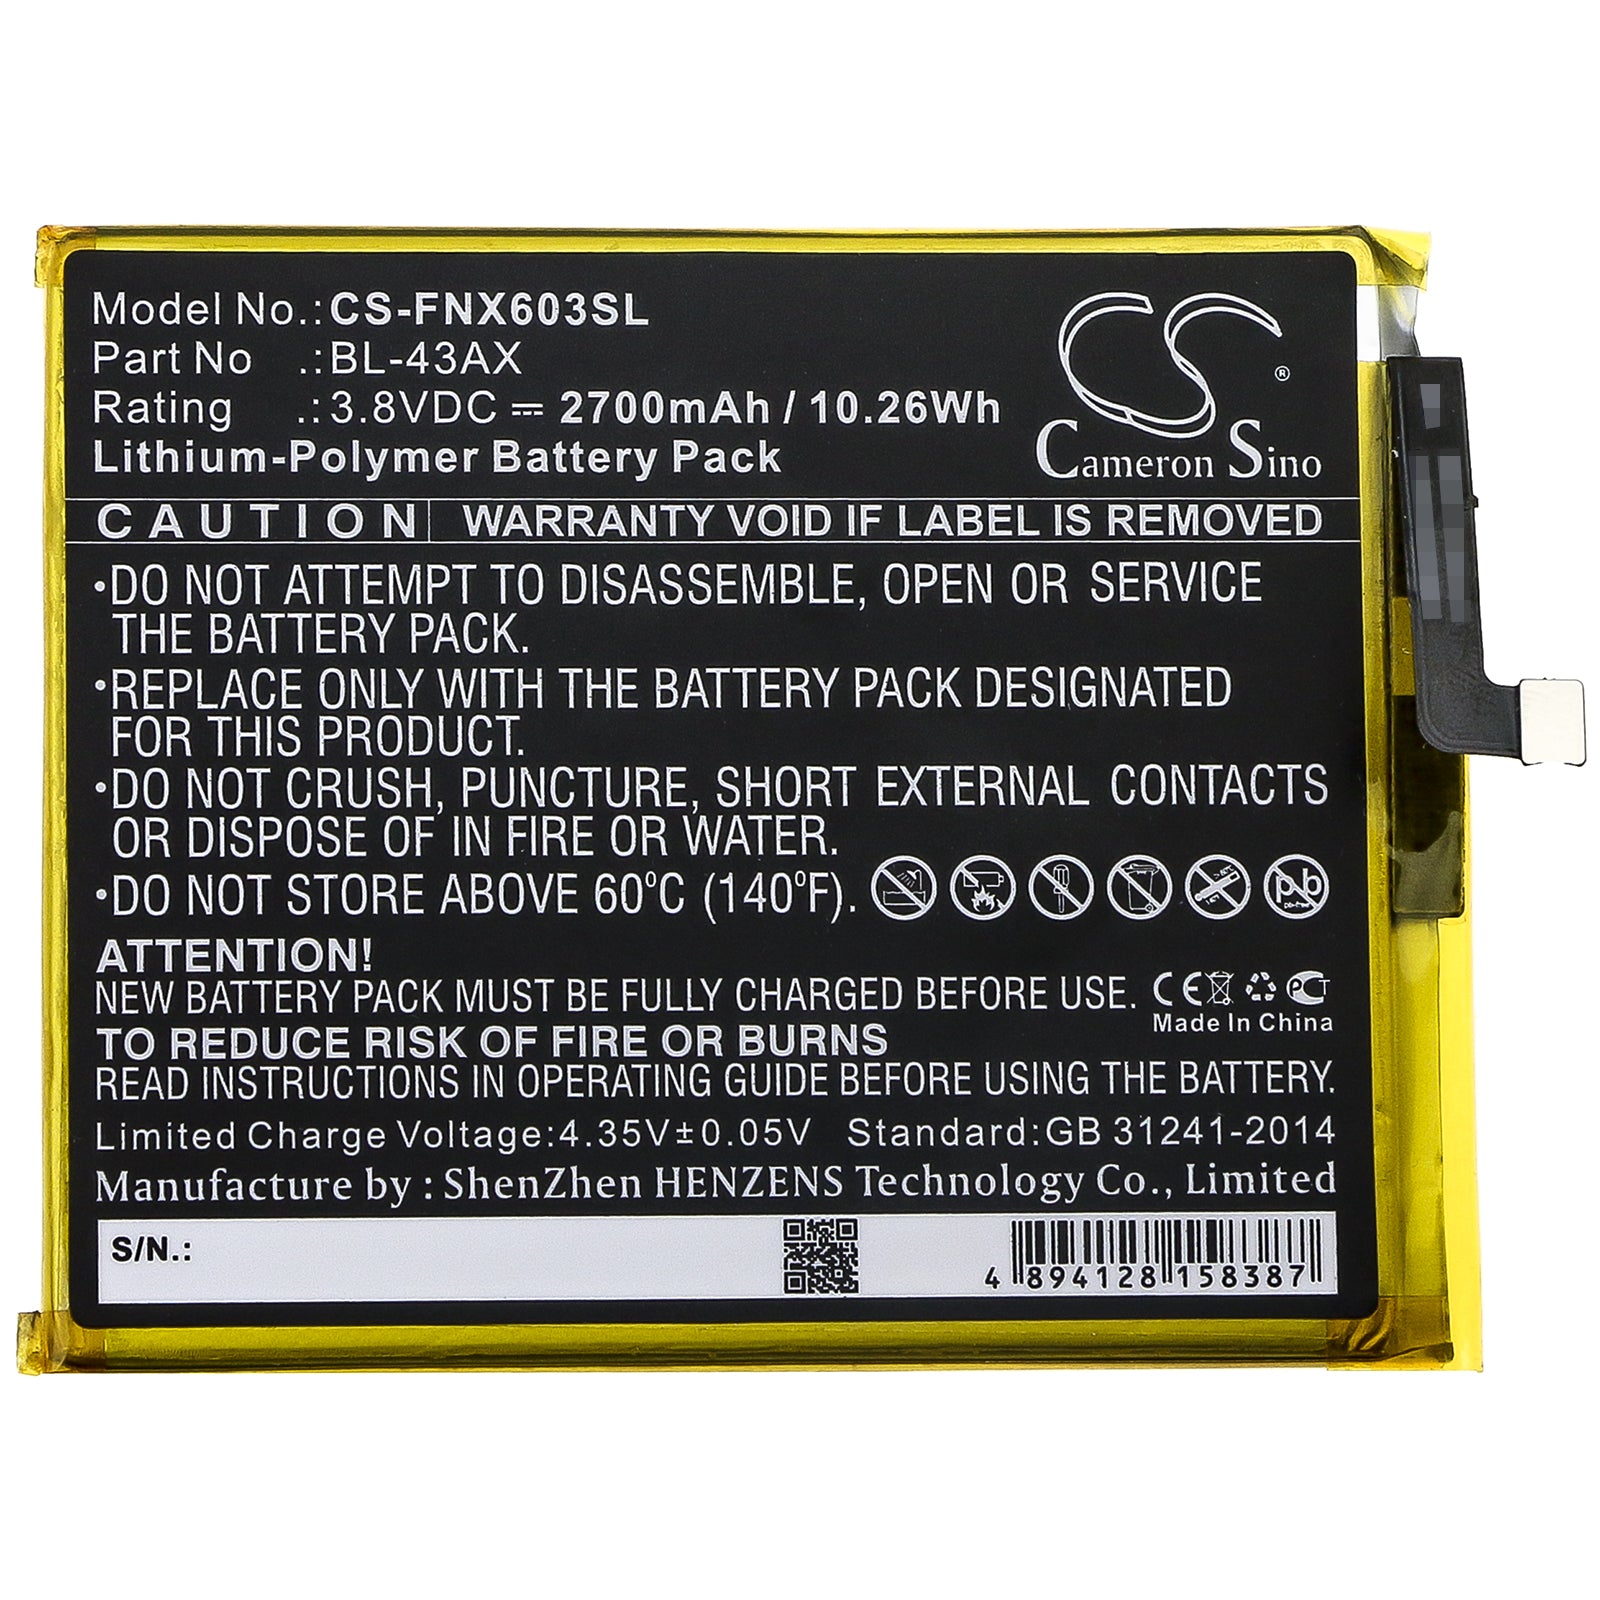 Model No.:CS-FNX603SL
Part No .:BL-43AX
Rating .:3.8VDC ⎓ 2700mAh / 10.26Wh
Lithium-Polymer Battery Pack
CS
®
Cameron Sino
CAUTION WARRANTY VOID IF LABEL IS REMOVED
•DO NOT ATTEMPT TO DISASSEMBLE, OPEN OR SERVICE
THE BATTERY PACK.
•REPLACE ONLY WITH THE BATTERY PACK DESIGNATED
FOR THIS PRODUCT.
•DO NOT CRUSH, PUNCTURE, SHORT EXTERNAL CONTACTS
OR DISPOSE OF IN FIRE OR WATER.
•DO NOT STORE ABOVE 60°C (140°F).
ATTENTION!
NEW BATTERY PACK MUST BE FULLY CHARGED BEFORE USE.
CE
PCT
Made In China
TO REDUCE RISK OF FIRE OR BURNS
READ INSTRUCTIONS IN OPERATING GUIDE BEFORE USING THE BATTERY.
Limited Charge Voltage:4.35V±0.05V Standard:GB 31241-2014
Manufacture by : ShenZhen HENZENS Technology Co., Limited
S/N.:
4 894128 158387